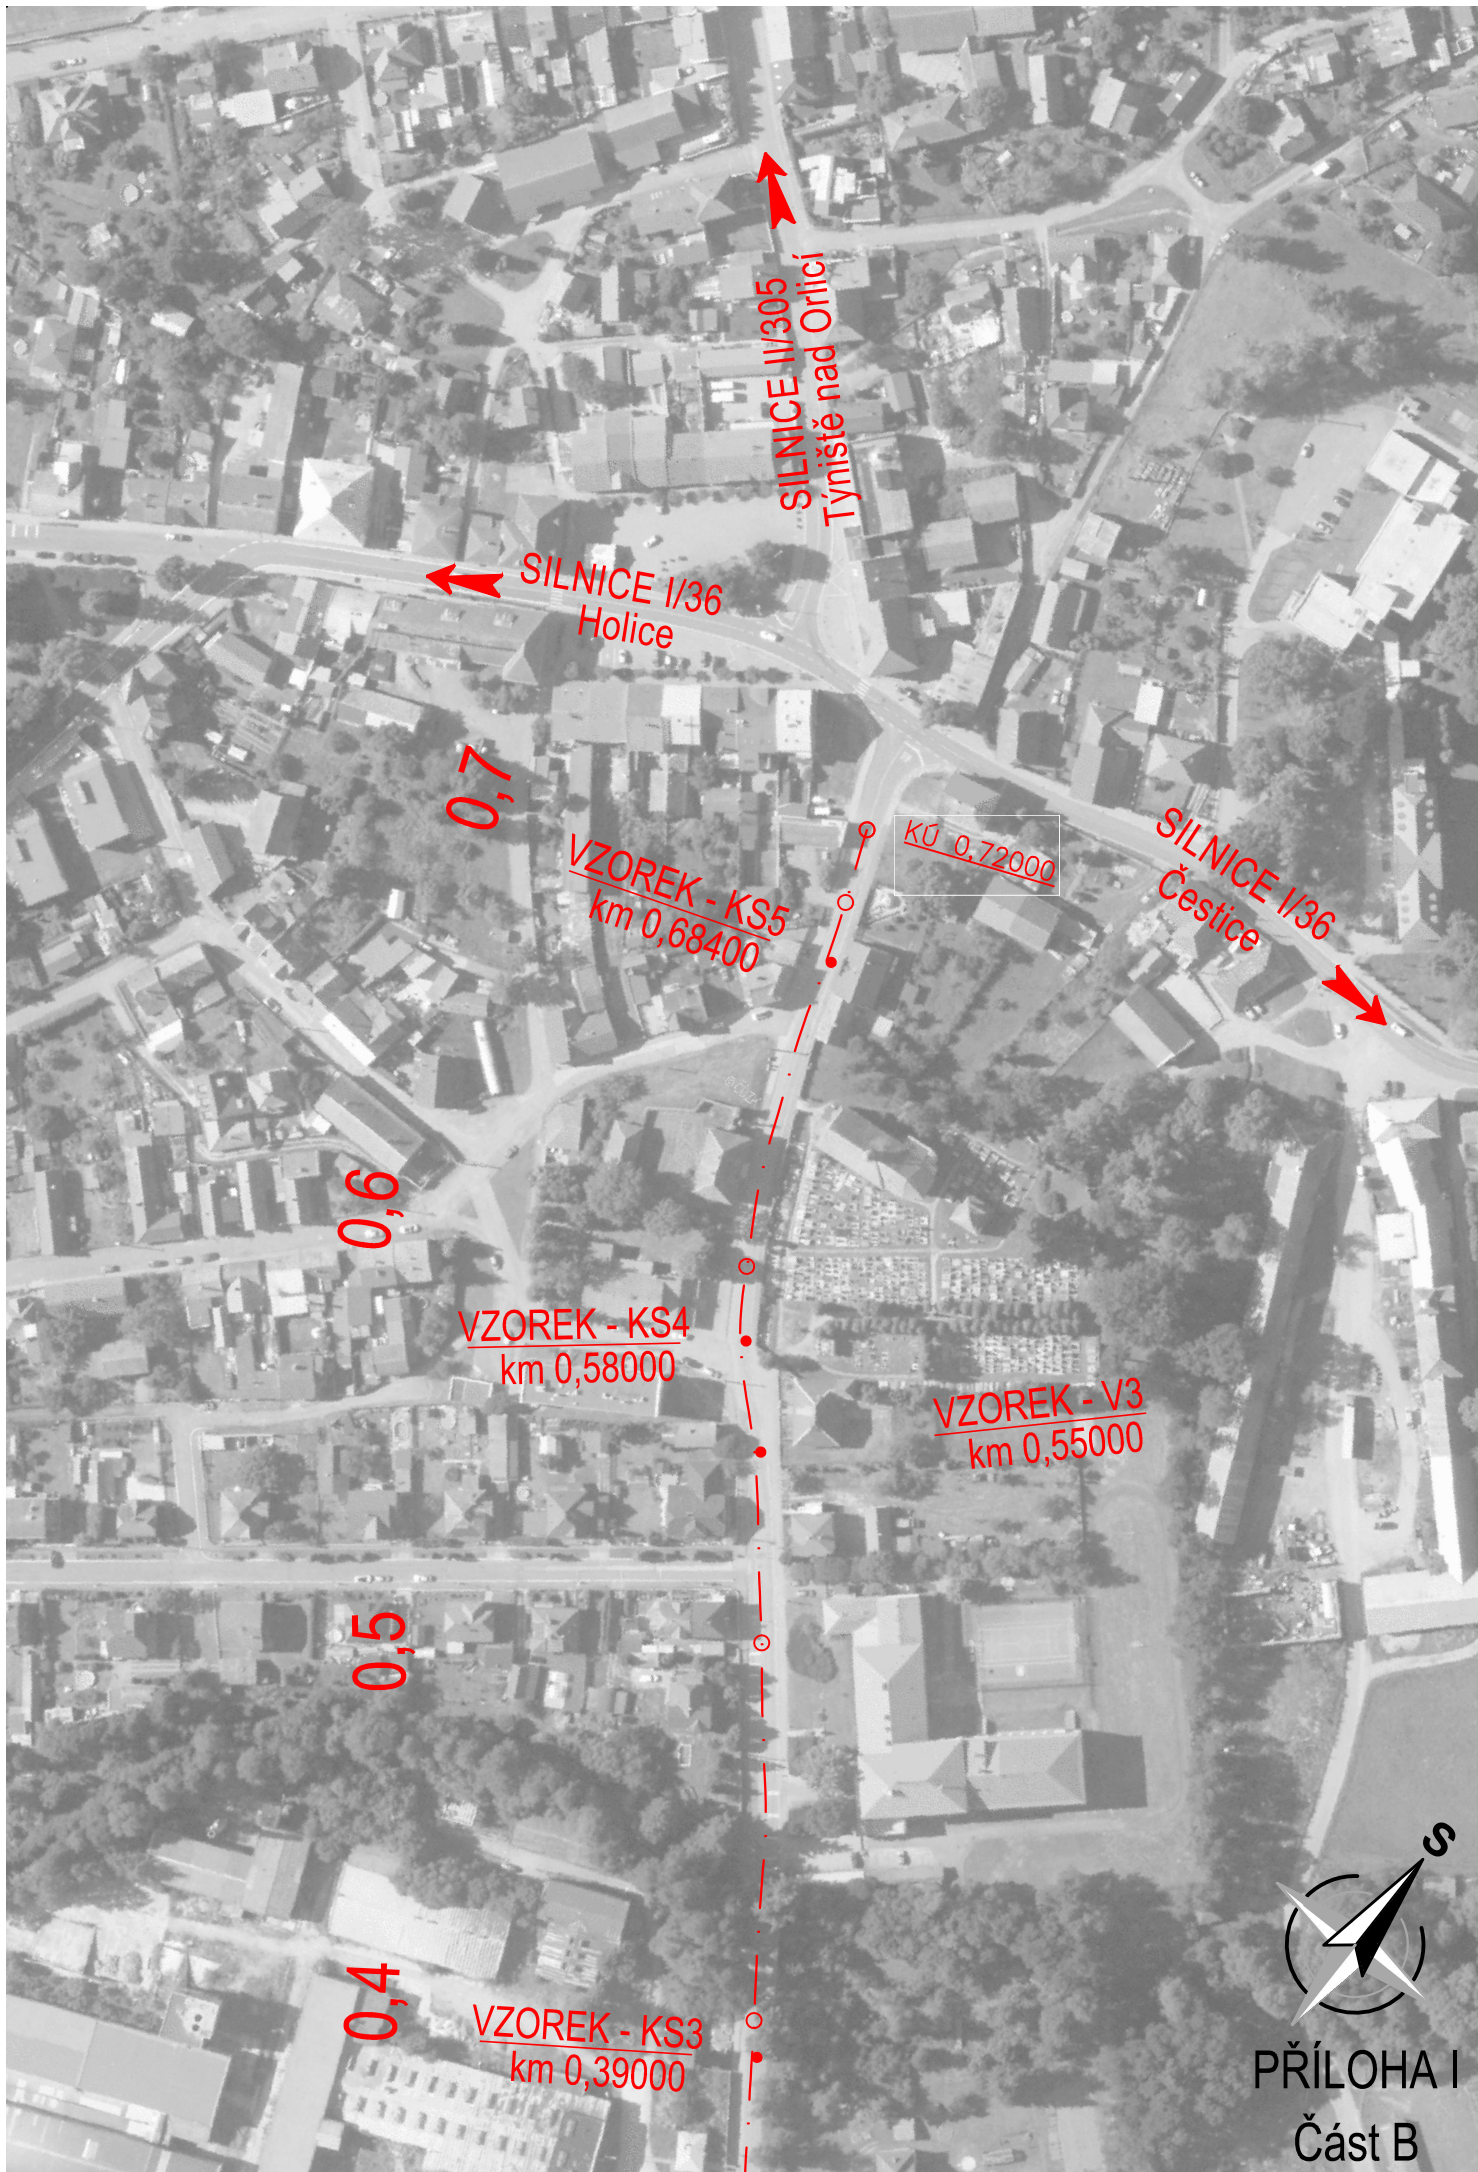 SILNICE II/305
Týniště nad Orlicí
SILNICE I/36
Holice
0,7
VZOREK - KS5
km 0,68400
KÚ 0,72000
SILNICE I/36
Čestice
0,6
VZOREK - KS4
km 0,58000
VZOREK - V3
km 0,55000
0,5
0,4
VZOREK - KS3
km 0,39000
S
PŘÍLOHA I
Část B